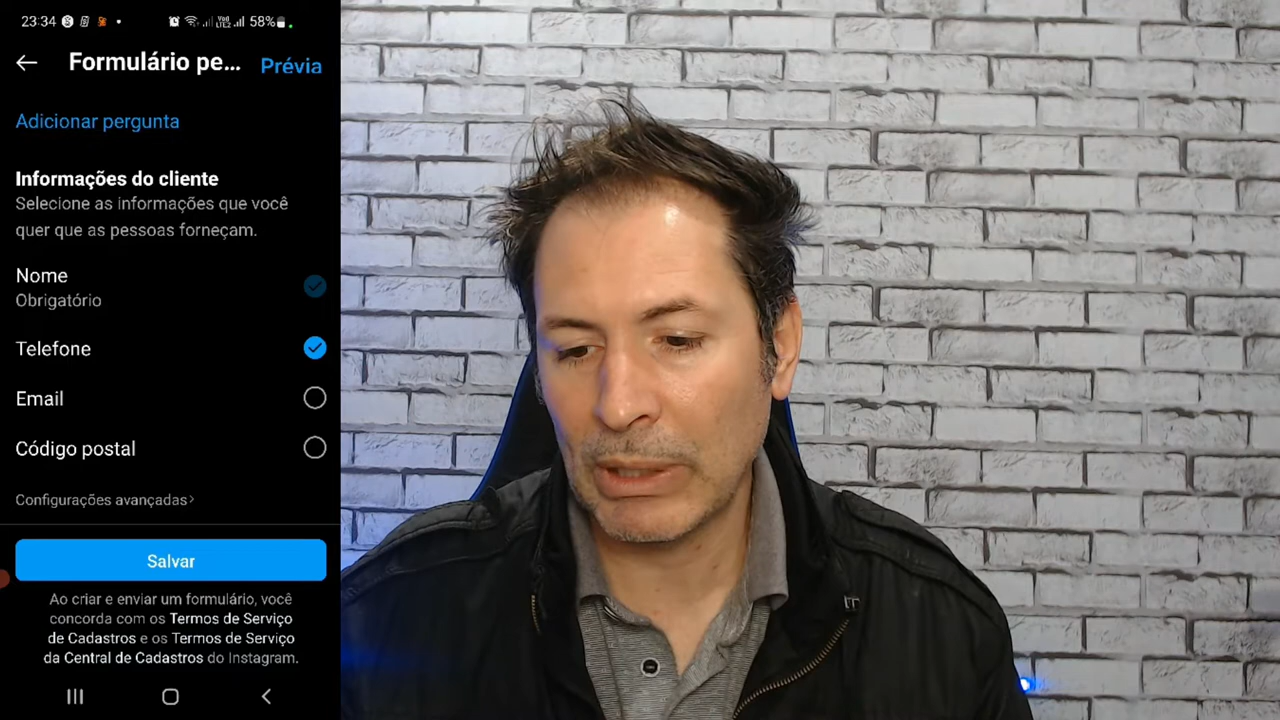 23:34
58%
Formulário pe...
Prévia
Adicionar pergunta
Informações do cliente
Selecione as informações que você
quer que as pessoas forneçam.
Nome
Obrigatório
Telefone
Email
Código postal
Configurações avançadas
Salvar
Ao criar e enviar um formulário, você
concorda com os Termos de Serviço
de Cadastros e os Termos de Serviço
da Central de Cadastros do Instagram.